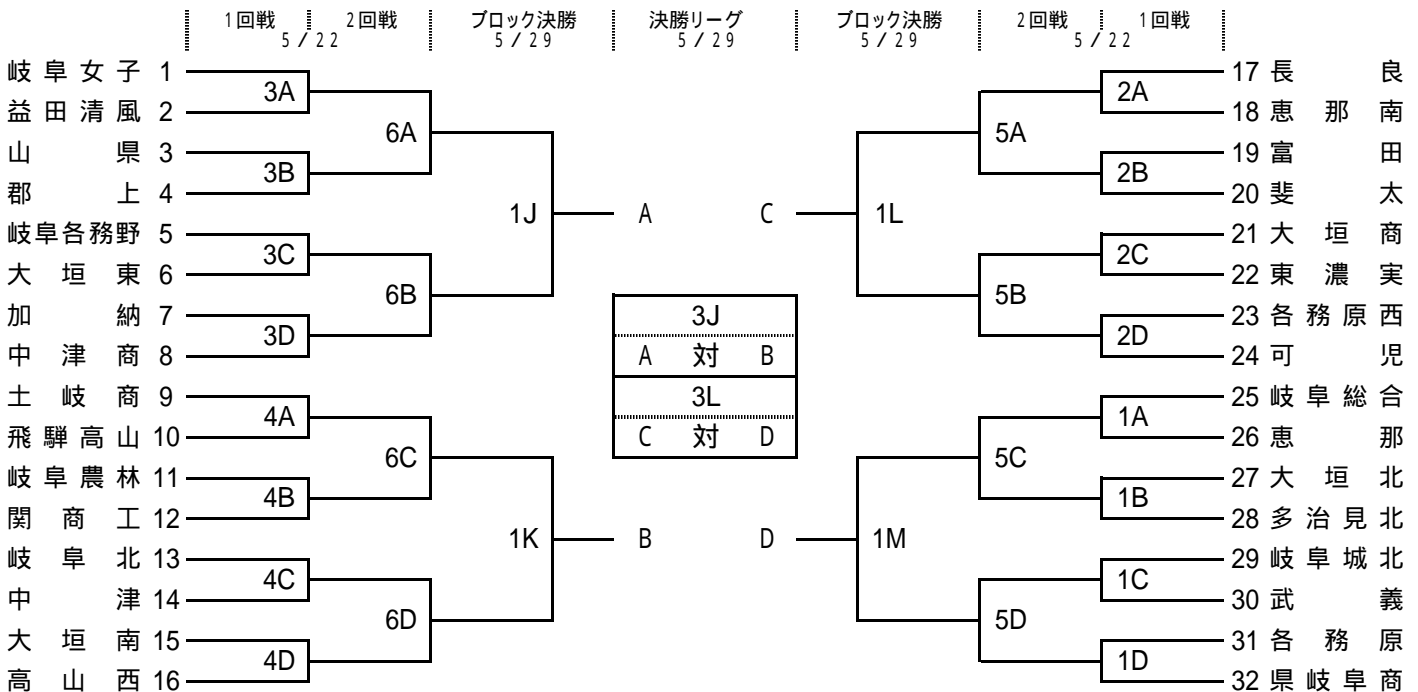 1回戦 2回戦 ブロック決勝 決勝リーグ ブロック決勝 2回戦 1回戦
5/22 5/29 5/29 5/29 5/22
岐阜女子 1 17 長良
3A 2A
益田清風 2 18 恵那南
6A 5A
山県 3 19 富田
3B 2B
郡上 4 20 斐太
1J A C 1L
岐阜各務野 5 21 大垣商
3C 2C
大垣東 6 22 東濃実
6B 5B
加納 7 3J 23 各務原西
3D 2D
中津商 8 A 対 B 24 可児
土岐商 9 3L 25 岐阜総合
4A 1A
飛騨高山 10 C 対 D 26 恵那
6C 5C
岐阜農林 11 27 大垣北
4B 1B
関商工 12 28 多治見北
1K B D 1M
岐阜北 13 29 岐阜城北
4C 1C
中津 14 30 武義
6D 5D
大垣南 15 31 各務原
4D 1D
高山西 16 32 県岐阜商